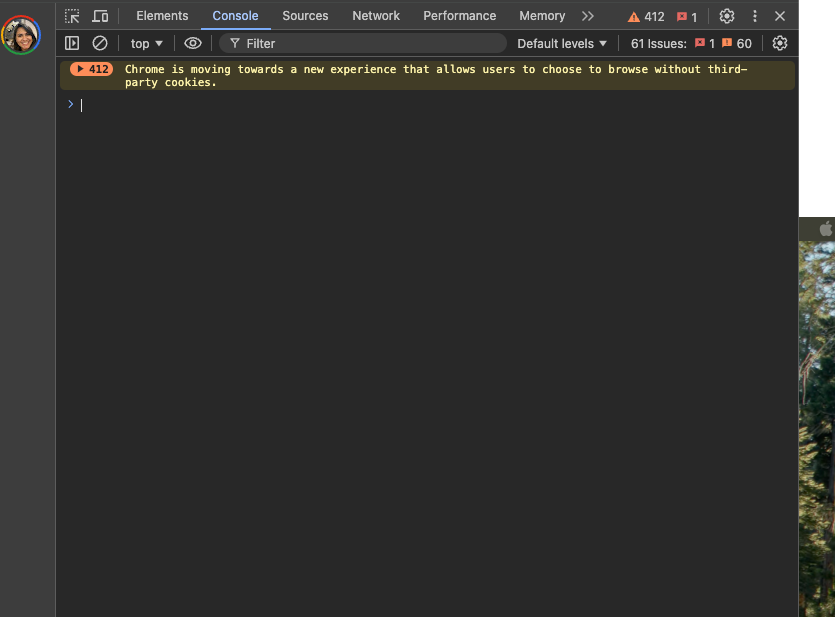 Elements Console Sources Network Performance Memory 412 1
top Filter Default levels 61 Issues: 1 60
412 Chrome is moving towards a new experience that allows users to choose to browse without third-
party cookies.